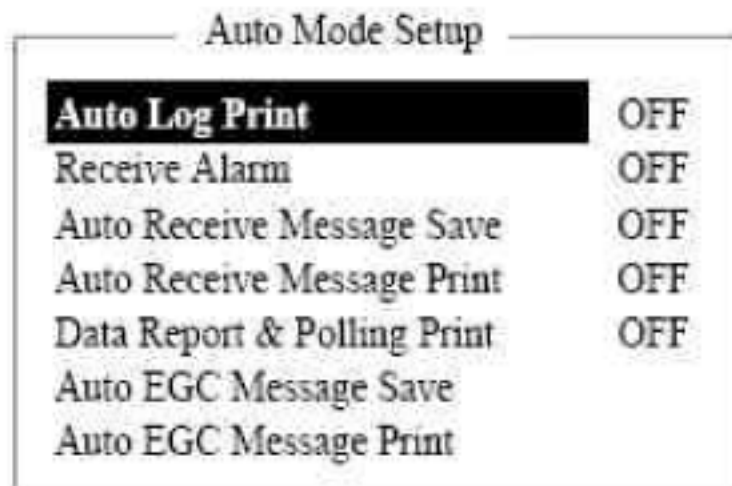 Auto Mode Setup
Auto Log Print OFF
Receive Alarm OFF
Auto Receive Message Save OFF
Auto Receive Message Print OFF
Data Report & Polling Print OFF
Auto EGC Message Save
Auto EGC Message Print